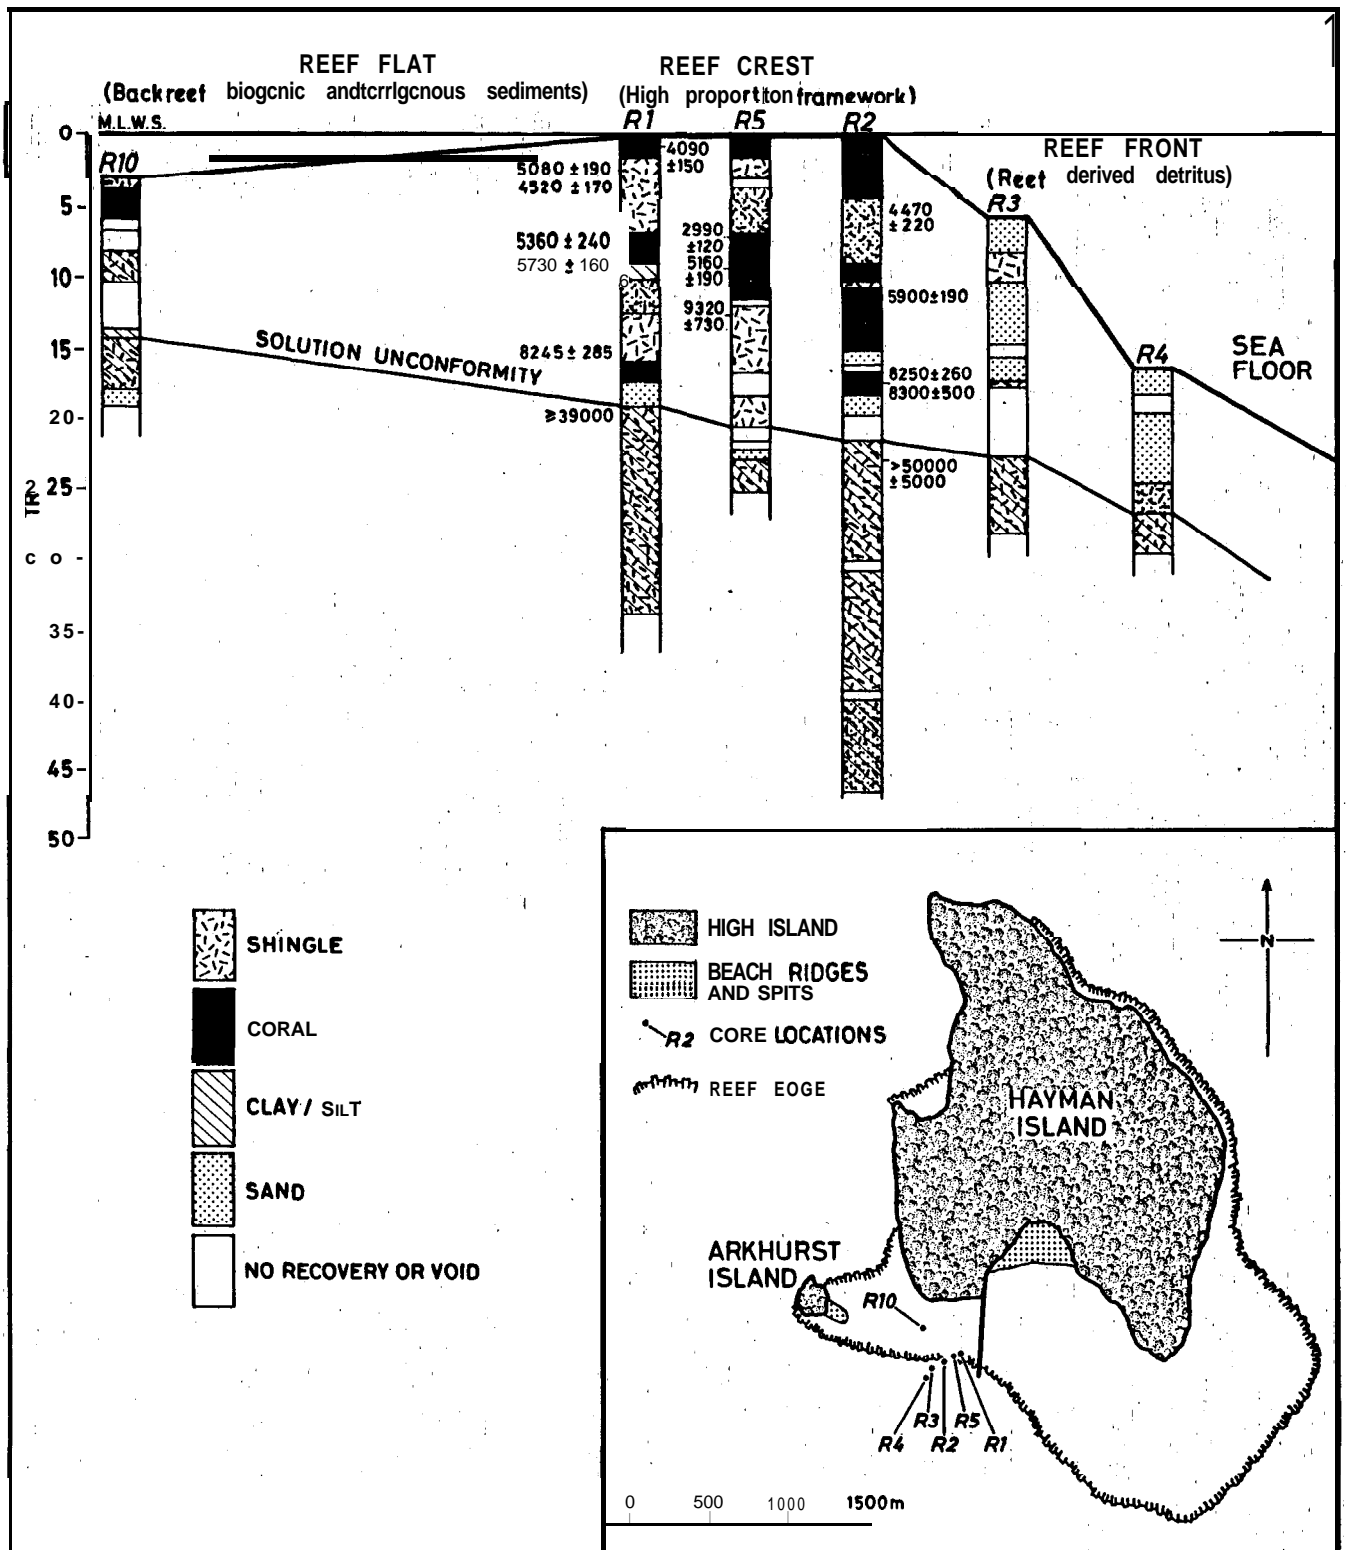 1
REEF FLAT
(Backreef biogcnic andtcrrlgcnous sediments)
REEF CREST
(High proportton framework)
M.L.W.S.
R10
R1
R5
R2
REEF FRONT
(Reet derived detritus)
R3
R4
SEA
FLOOR
0
5-
10-
15-
20-
25-
c o -
35-
40-
45-
50
5080 ± 190
4520 ± 170
5360 ± 240
5730 ± 160
8245 ± 285
≥39000
4090
±150
2990
±120
5160
±190
9320
±730
4470
± 220
5900±190
8250±260
8300±500
>50000
±5000
SOLUTION UNCONFORMITY
SHINGLE
CORAL
CLAY/ SILT
SAND
NO RECOVERY OR VOID
HIGH ISLAND
BEACH RIDGES
AND SPITS
R2 CORE LOCATIONS
REEF EOGE
N
HAYMAN
ISLAND
ARKHURST
ISLAND
R10
R3 R5
R4 R2 R1
0 500 1000 1500m